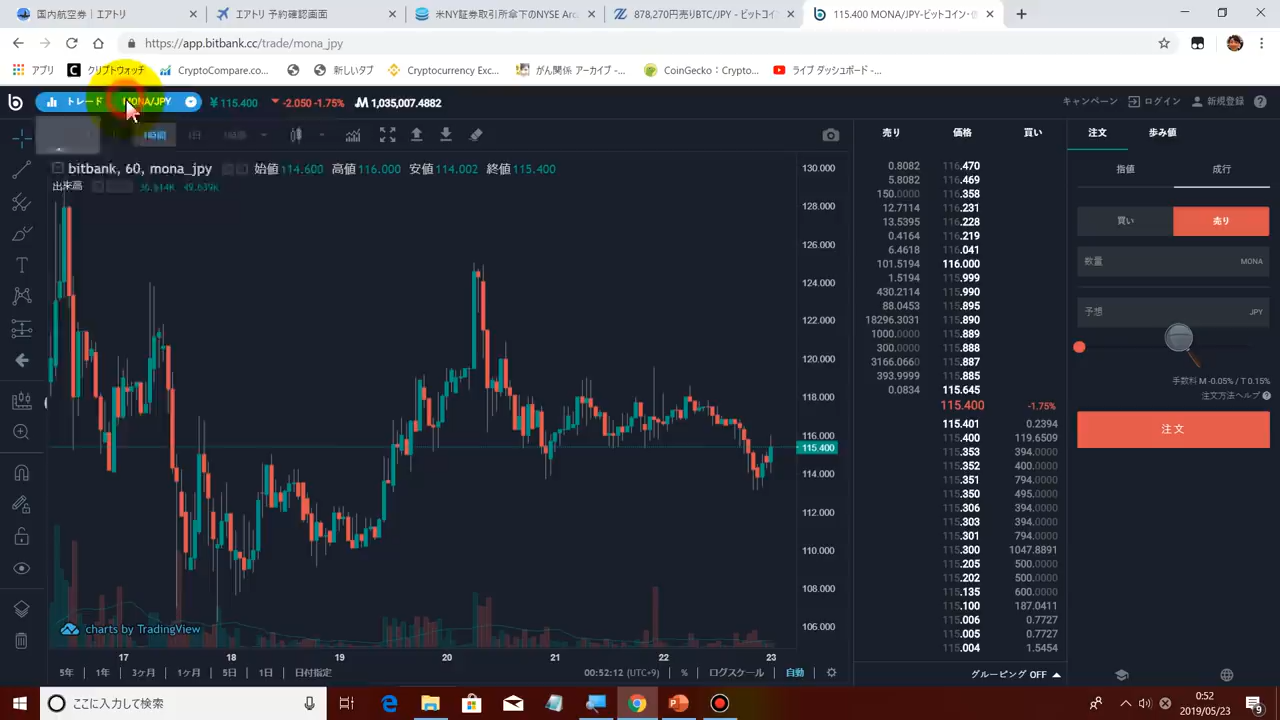 国内航空券｜エアトリ
エアトリ 予約確認画面
米NY証券取引所傘下のNYSE Arc
878,270円売りBTC/JPY - ビットコイン
115.400 MONA/JPY-ビットコイン・仮
https://app.bitbank.cc/trade/mona_jpy
アプリ
クリプトウォッチ
CryptoCompare.co...
新しいタブ
Cryptocurrency Exc...
がん関係 アーカイブ - ...
CoinGecko : Cryptо...
ライブ ダッシュボード - ...
トレード
MONA/JPY
¥115.400
-2.050 -1.75%
M 1,035,007.4882
キャンペーン
ログイン
新規登録
1時間
1日
bitbank, 60, mona_jpy
始値 114.600 高値 116.000 安値 114.002 終値 115.400
出来高
130.000
128.000
126.000
124.000
122.000
120.000
118.000
116.000
115.400
114.000
112.000
110.000
108.000
106.000
charts by TradingView
17 18 19 20 21 22 23
5年 1年 3ヶ月 1ヶ月 5日 1日 日付指定
00:52:12 (UTC+9)
%
ログスケール
自動
売り 価格 買い
0.8082 116.470
5.8082 116.469
150.0000 116.358
12.7114 116.231
13.5395 116.228
0.4164 116.219
6.4618 116.041
101.5194 116.000
1.5194 115.999
430.2114 115.990
88.0453 115.895
18296.3031 115.890
1000.0000 115.889
300.0000 115.888
3166.0660 115.887
393.9999 115.885
0.0834 115.645
115.400 -1.75%
115.401 0.2394
115.400 119.6509
115.353 394.0000
115.352 400.0000
115.351 794.0000
115.350 495.0000
115.306 394.0000
115.303 394.0000
115.301 794.0000
115.300 1047.8891
115.205 500.0000
115.202 500.0000
115.135 600.0000
115.100 187.0411
115.006 0.7727
115.005 0.7727
115.004 1.5454
グルーピング OFF
注文 歩み値
指値 成行
買い 売り
数量 MONA
予想 JPY
手数料 M -0.05% / T 0.15%
注文方法ヘルプ
注文
ここに入力して検索
0:52
2019/05/23
9